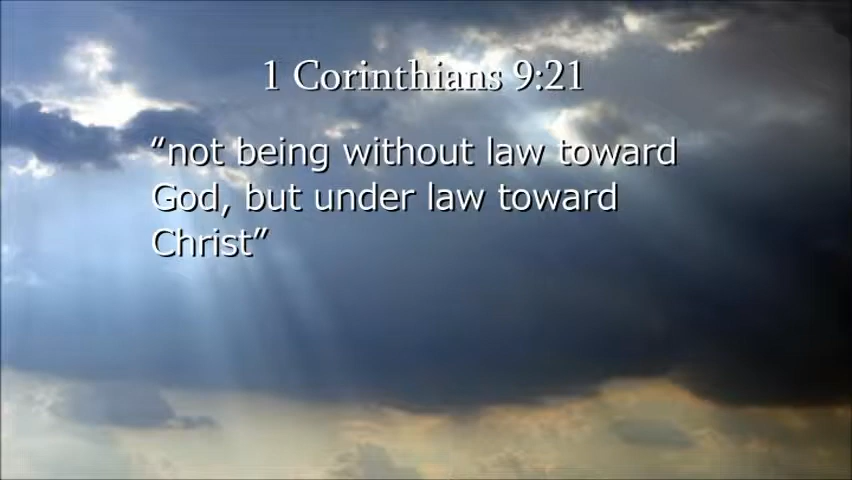 1 Corinthians 9:21
“not being without law toward
God, but under law toward
Christ”